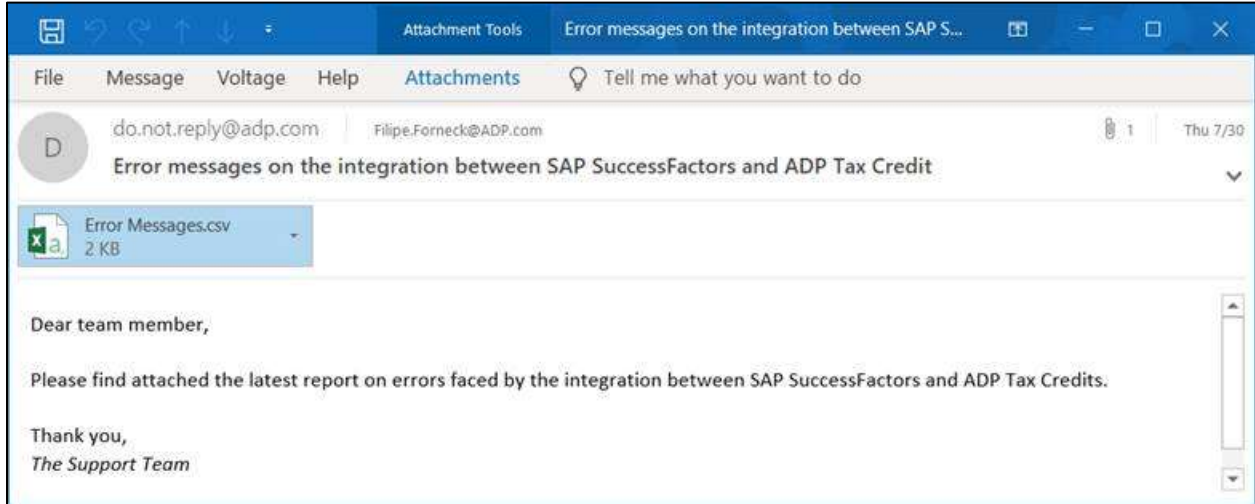 Attachment Tools Error messages on the integration between SAP S...
File Message Voltage Help Attachments Tell me what you want to do
D
do.not.reply@adp.com Filipe.Forneck@ADP.com 1 Thu 7/30
Error messages on the integration between SAP SuccessFactors and ADP Tax Credit
Error Messages.csv
2 KB
Dear team member,
Please find attached the latest report on errors faced by the integration between SAP SuccessFactors and ADP Tax Credits.
Thank you,
The Support Team